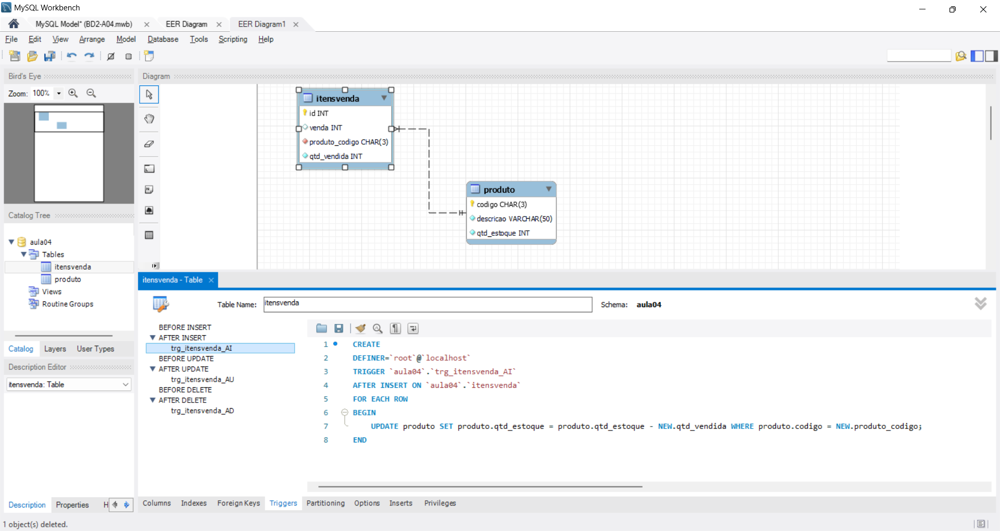 MySQL Workbench
MySQL Model* (BD2-A04.mwb)
EER Diagram
EER Diagram1
File Edit View Arrange Model Database Tools Scripting Help
Bird's Eye
Diagram
Zoom: 100%
itensvenda
id INT
venda INT
produto_codigo CHAR(3)
qtd_vendida INT
produto
codigo CHAR(3)
descricao VARCHAR(50)
qtd_estoque INT
Catalog Tree
aula04
Tables
itensvenda
produto
Views
Routine Groups
Catalog Layers User Types
Description Editor
itensvenda: Table
Description Properties H
itensvenda - Table
Table Name: itensvenda Schema: aula04
BEFORE INSERT
AFTER INSERT
trg_itensvenda_AI
BEFORE UPDATE
AFTER UPDATE
trg_itensvenda_AU
BEFORE DELETE
AFTER DELETE
trg_itensvenda_AD
1 CREATE
2 DEFINER=`root`@`localhost`
3 TRIGGER `aula04`.`trg_itensvenda_AI`
4 AFTER INSERT ON `aula04`.`itensvenda`
5 FOR EACH ROW
6 BEGIN
7 UPDATE produto SET produto.qtd_estoque = produto.qtd_estoque - NEW.qtd_vendida WHERE produto.codigo = NEW.produto_codigo;
8 END
Columns Indexes Foreign Keys Triggers Partitioning Options Inserts Privileges
1 object(s) deleted.